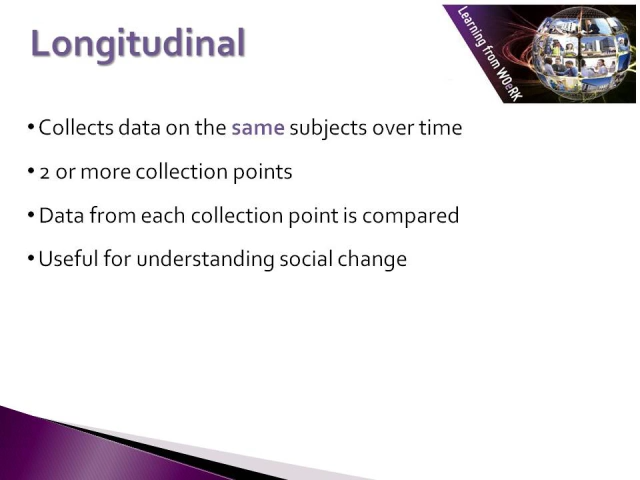 Longitudinal
Learning from WOeRK
• Collects data on the same subjects over time
• 2 or more collection points
• Data from each collection point is compared
• Useful for understanding social change